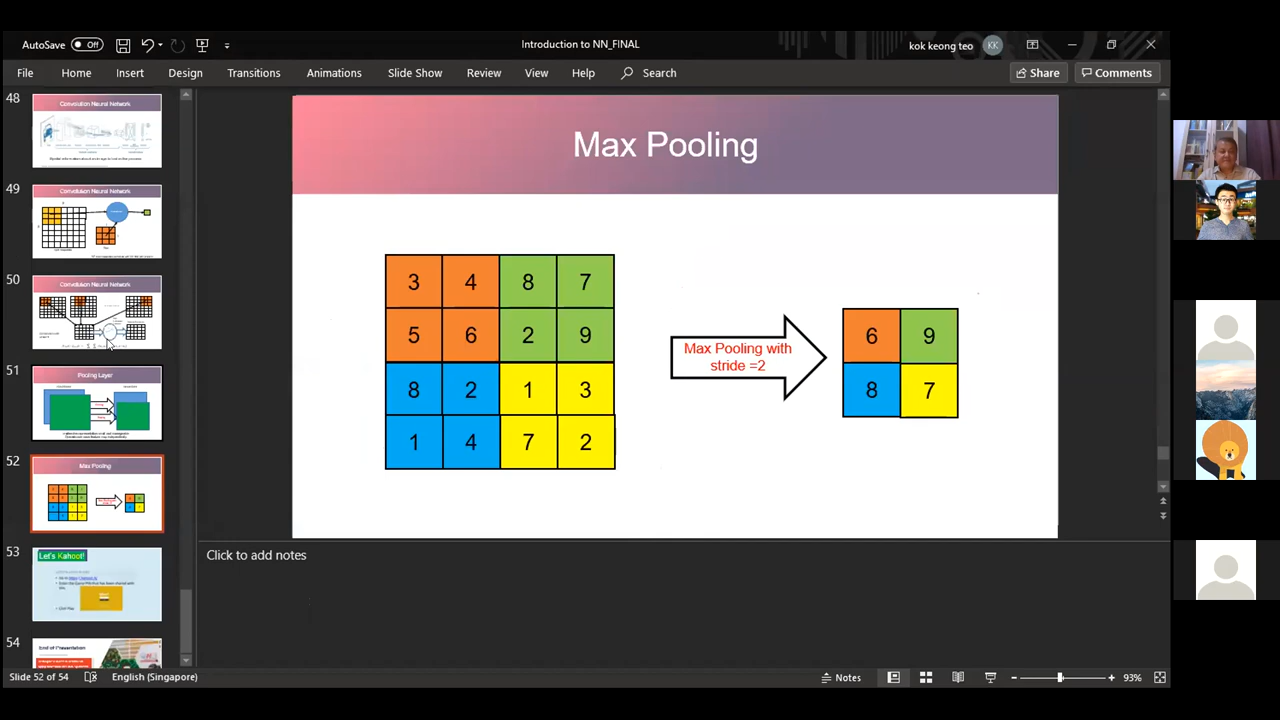 AutoSave Off
Introduction to NN_FINAL
kok keong teo KK
File Home Insert Design Transitions Animations Slide Show Review View Help Search Share Comments
48
Convolution Neural Network
49
Convolution Neural Network
50
Convolution Neural Network
51
Pooling Layer
52
Max Pooling
53
Let's Kahoot!
54
End of Presentation
Max Pooling
3 4 8 7
5 6 2 9
8 2 1 3
1 4 7 2
Max Pooling with
stride =2
6 9
8 7
Click to add notes
Slide 52 of 54 English (Singapore) Notes 93%